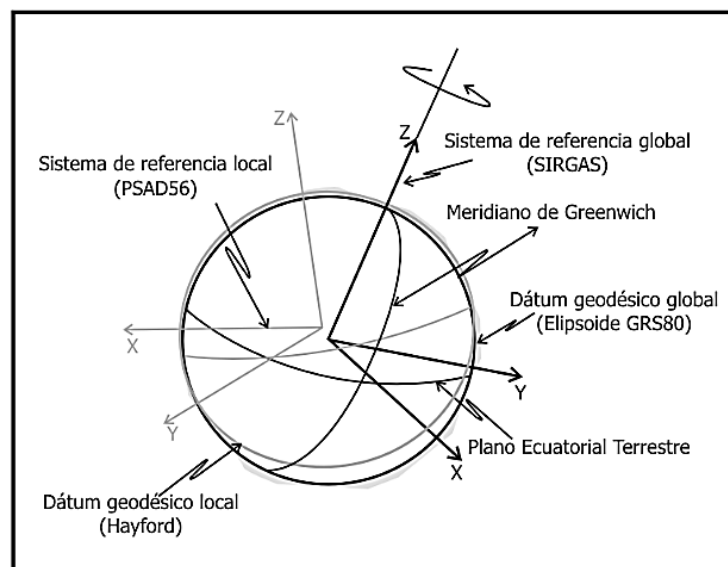 Z
Z
Sistema de referencia global
(SIRGAS)
Sistema de referencia local
(PSAD56)
Meridiano de Greenwich
Dátum geodésico global
(Elipsoide GRS80)
X
Y
Y
X
Plano Ecuatorial Terrestre
Dátum geodésico local
(Hayford)